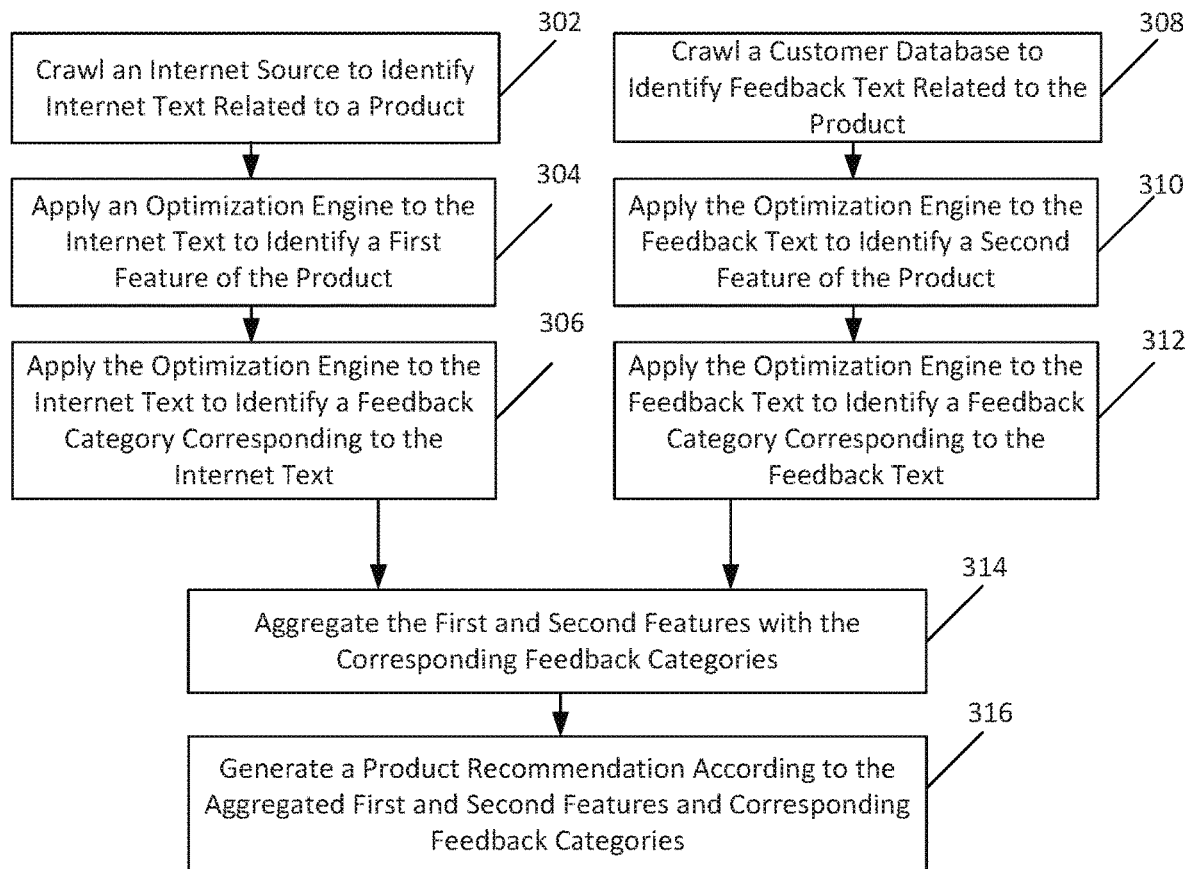 302
Crawl an Internet Source to Identify
Internet Text Related to a Product
304
Apply an Optimization Engine to the
Internet Text to Identify a First
Feature of the Product
306
Apply the Optimization Engine to the
Internet Text to Identify a Feedback
Category Corresponding to the
Internet Text
308
Crawl a Customer Database to
Identify Feedback Text Related to the
Product
310
Apply the Optimization Engine to the
Feedback Text to Identify a Second
Feature of the Product
312
Apply the Optimization Engine to the
Feedback Text to Identify a Feedback
Category Corresponding to the
Feedback Text
314
Aggregate the First and Second Features with the
Corresponding Feedback Categories
316
Generate a Product Recommendation According to the
Aggregated First and Second Features and Corresponding
Feedback Categories